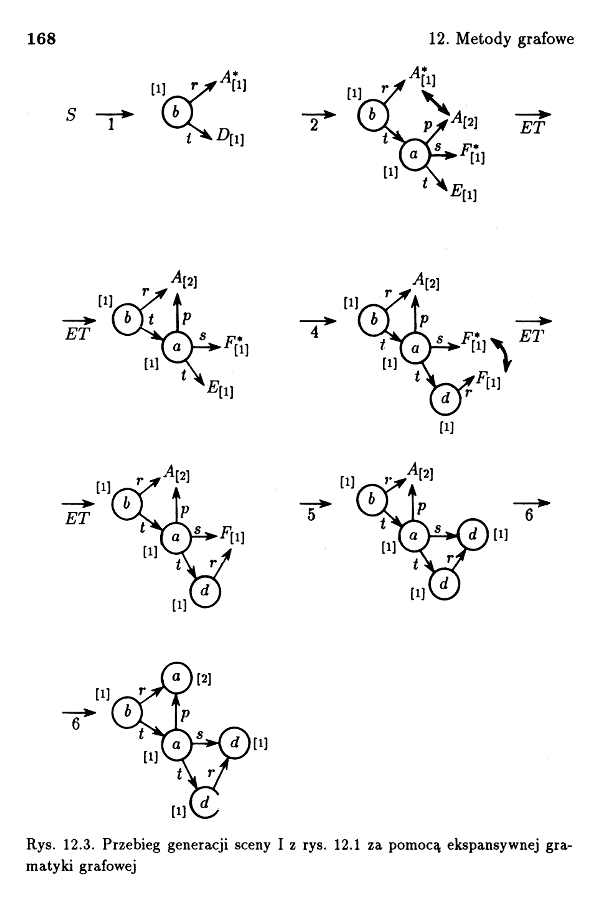 168 12. Metody grafowe
S 1 [1] b r A*[1] t D[1] 2 [1] b r A*[1] t a p A[2] s F*[1] [1] t E[1] ET
ET [1] b r A[2] t a p s F*[1] [1] t E[1] 4 [1] b r A[2] t a p s F*[1] [1] t d r F[1] [1] ET
ET [1] b r A[2] t a p s F[1] [1] t d r [1] 5 [1] b r A[2] t a p s d [1] [1] t d r [1] 6
6 [1] b r a [2] t a p s d [1] [1] t d r [1]
Rys. 12.3. Przebieg generacji sceny I z rys. 12.1 za pomocą ekspansywnej gra-
matyki grafowej